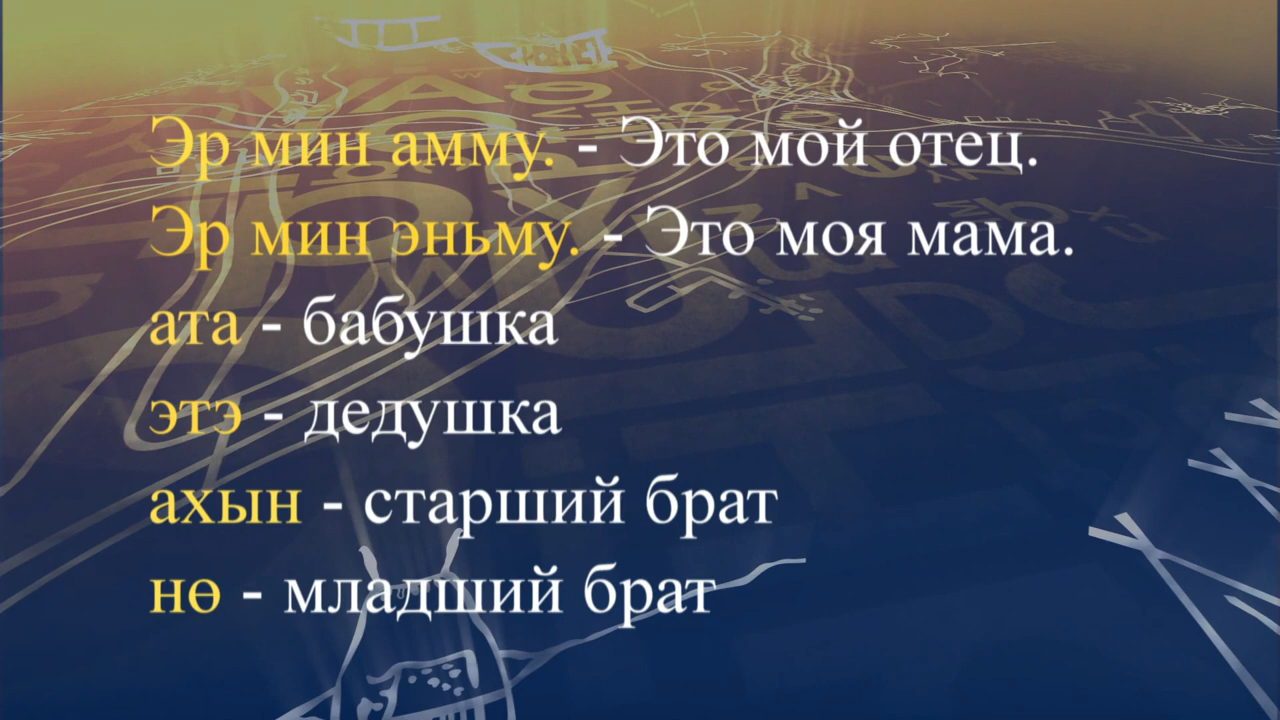 Эр мин амму. - Это мой отец.
Эр мин эньму. - Это моя мама.
ата - бабушка
этэ - дедушка
ахын - старший брат
нө - младший брат